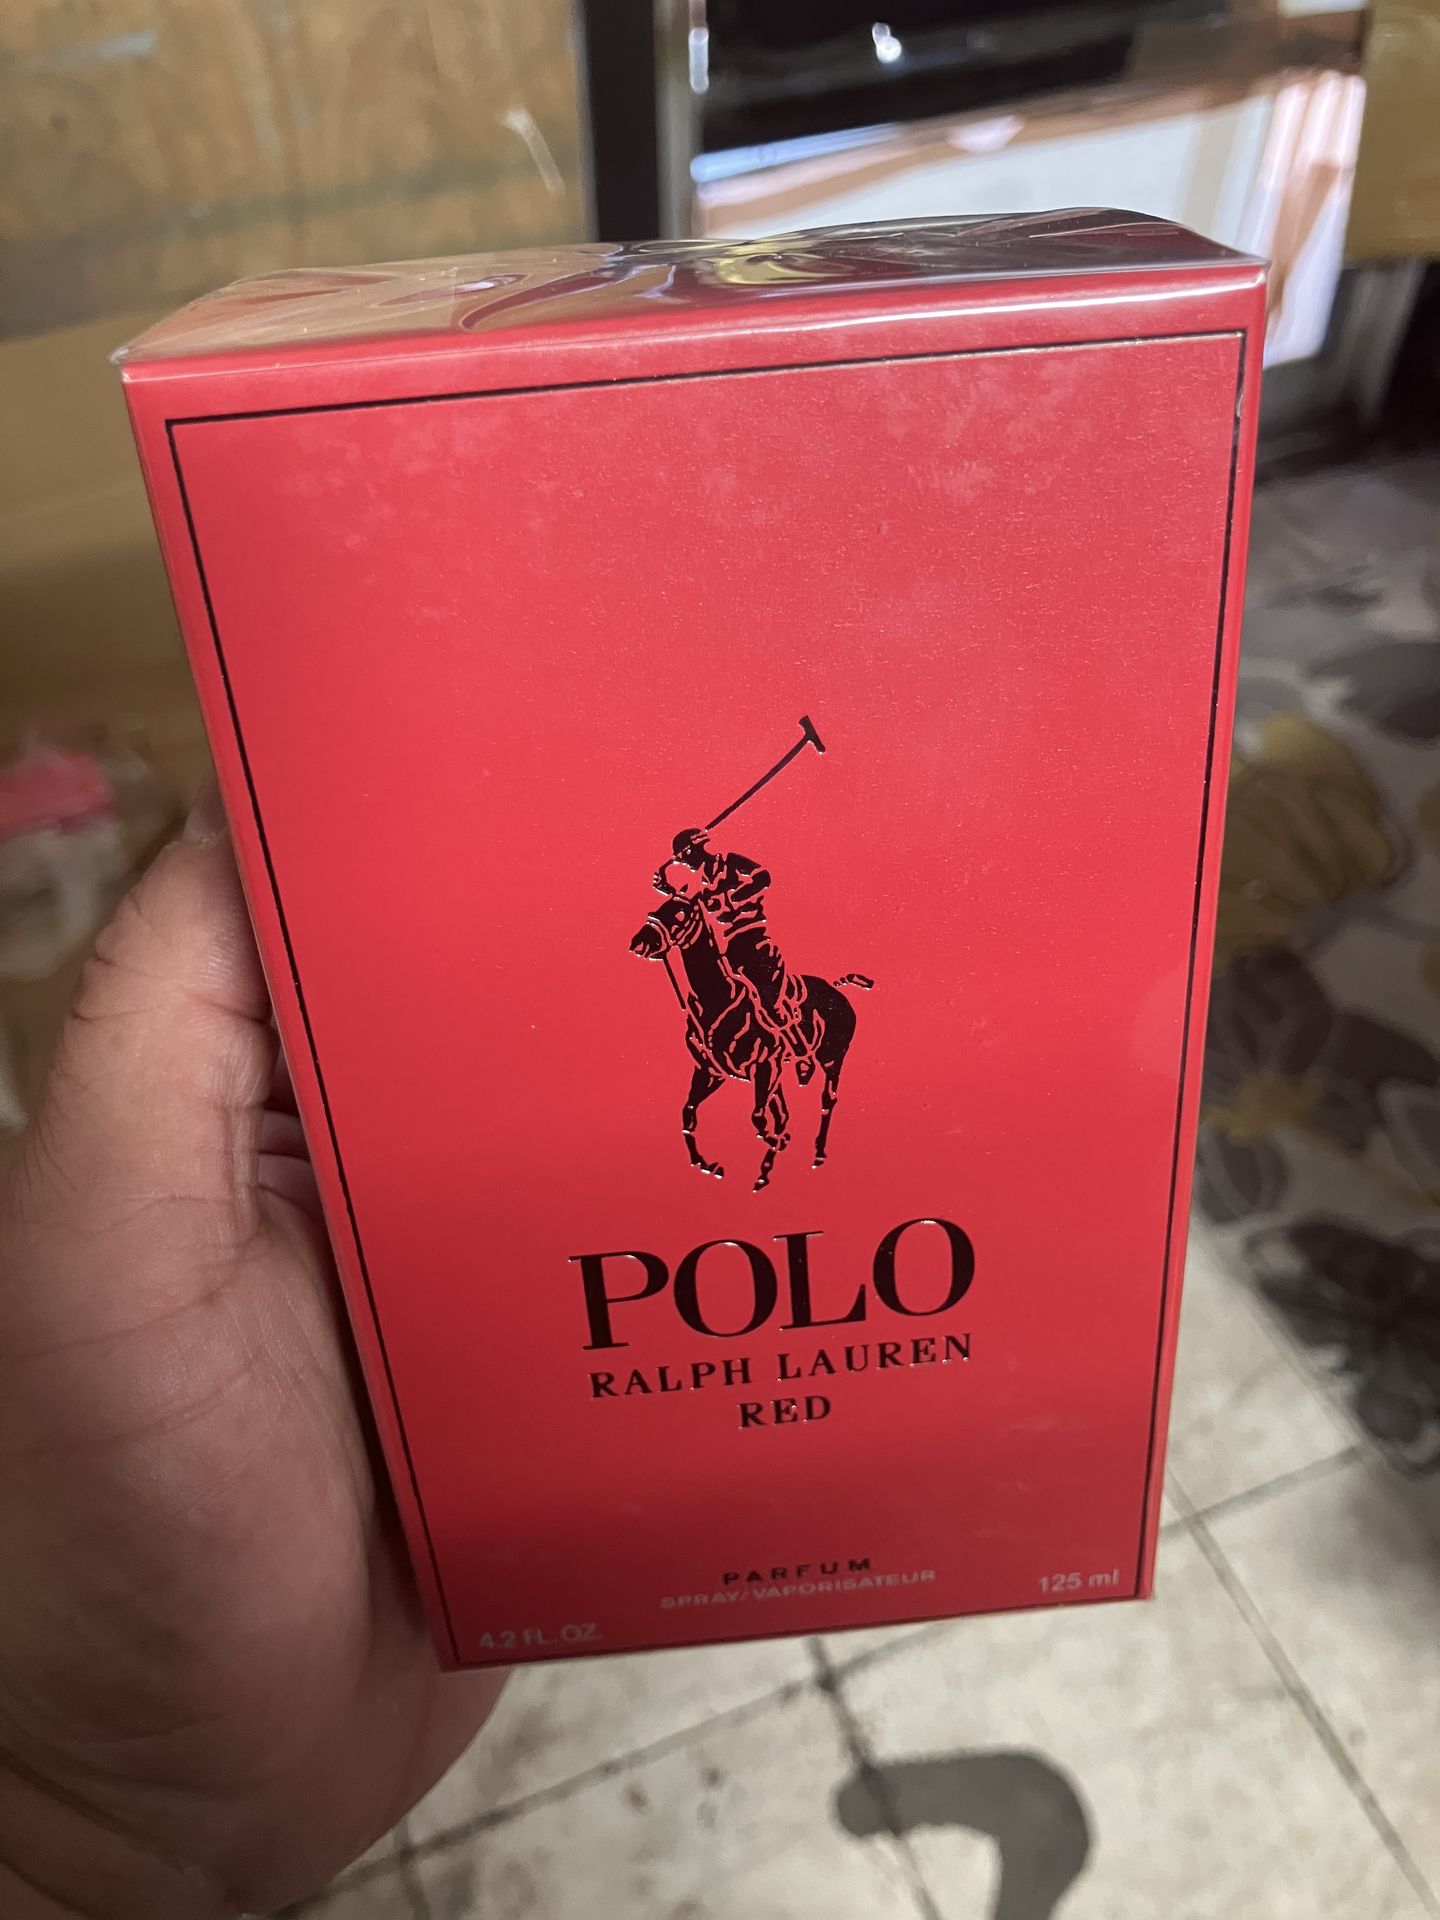 POLO
RALPH LAUREN
RED
PARFUM
SPRAY/VAPORISATEUR
125 ml
4.2 FL. OZ.